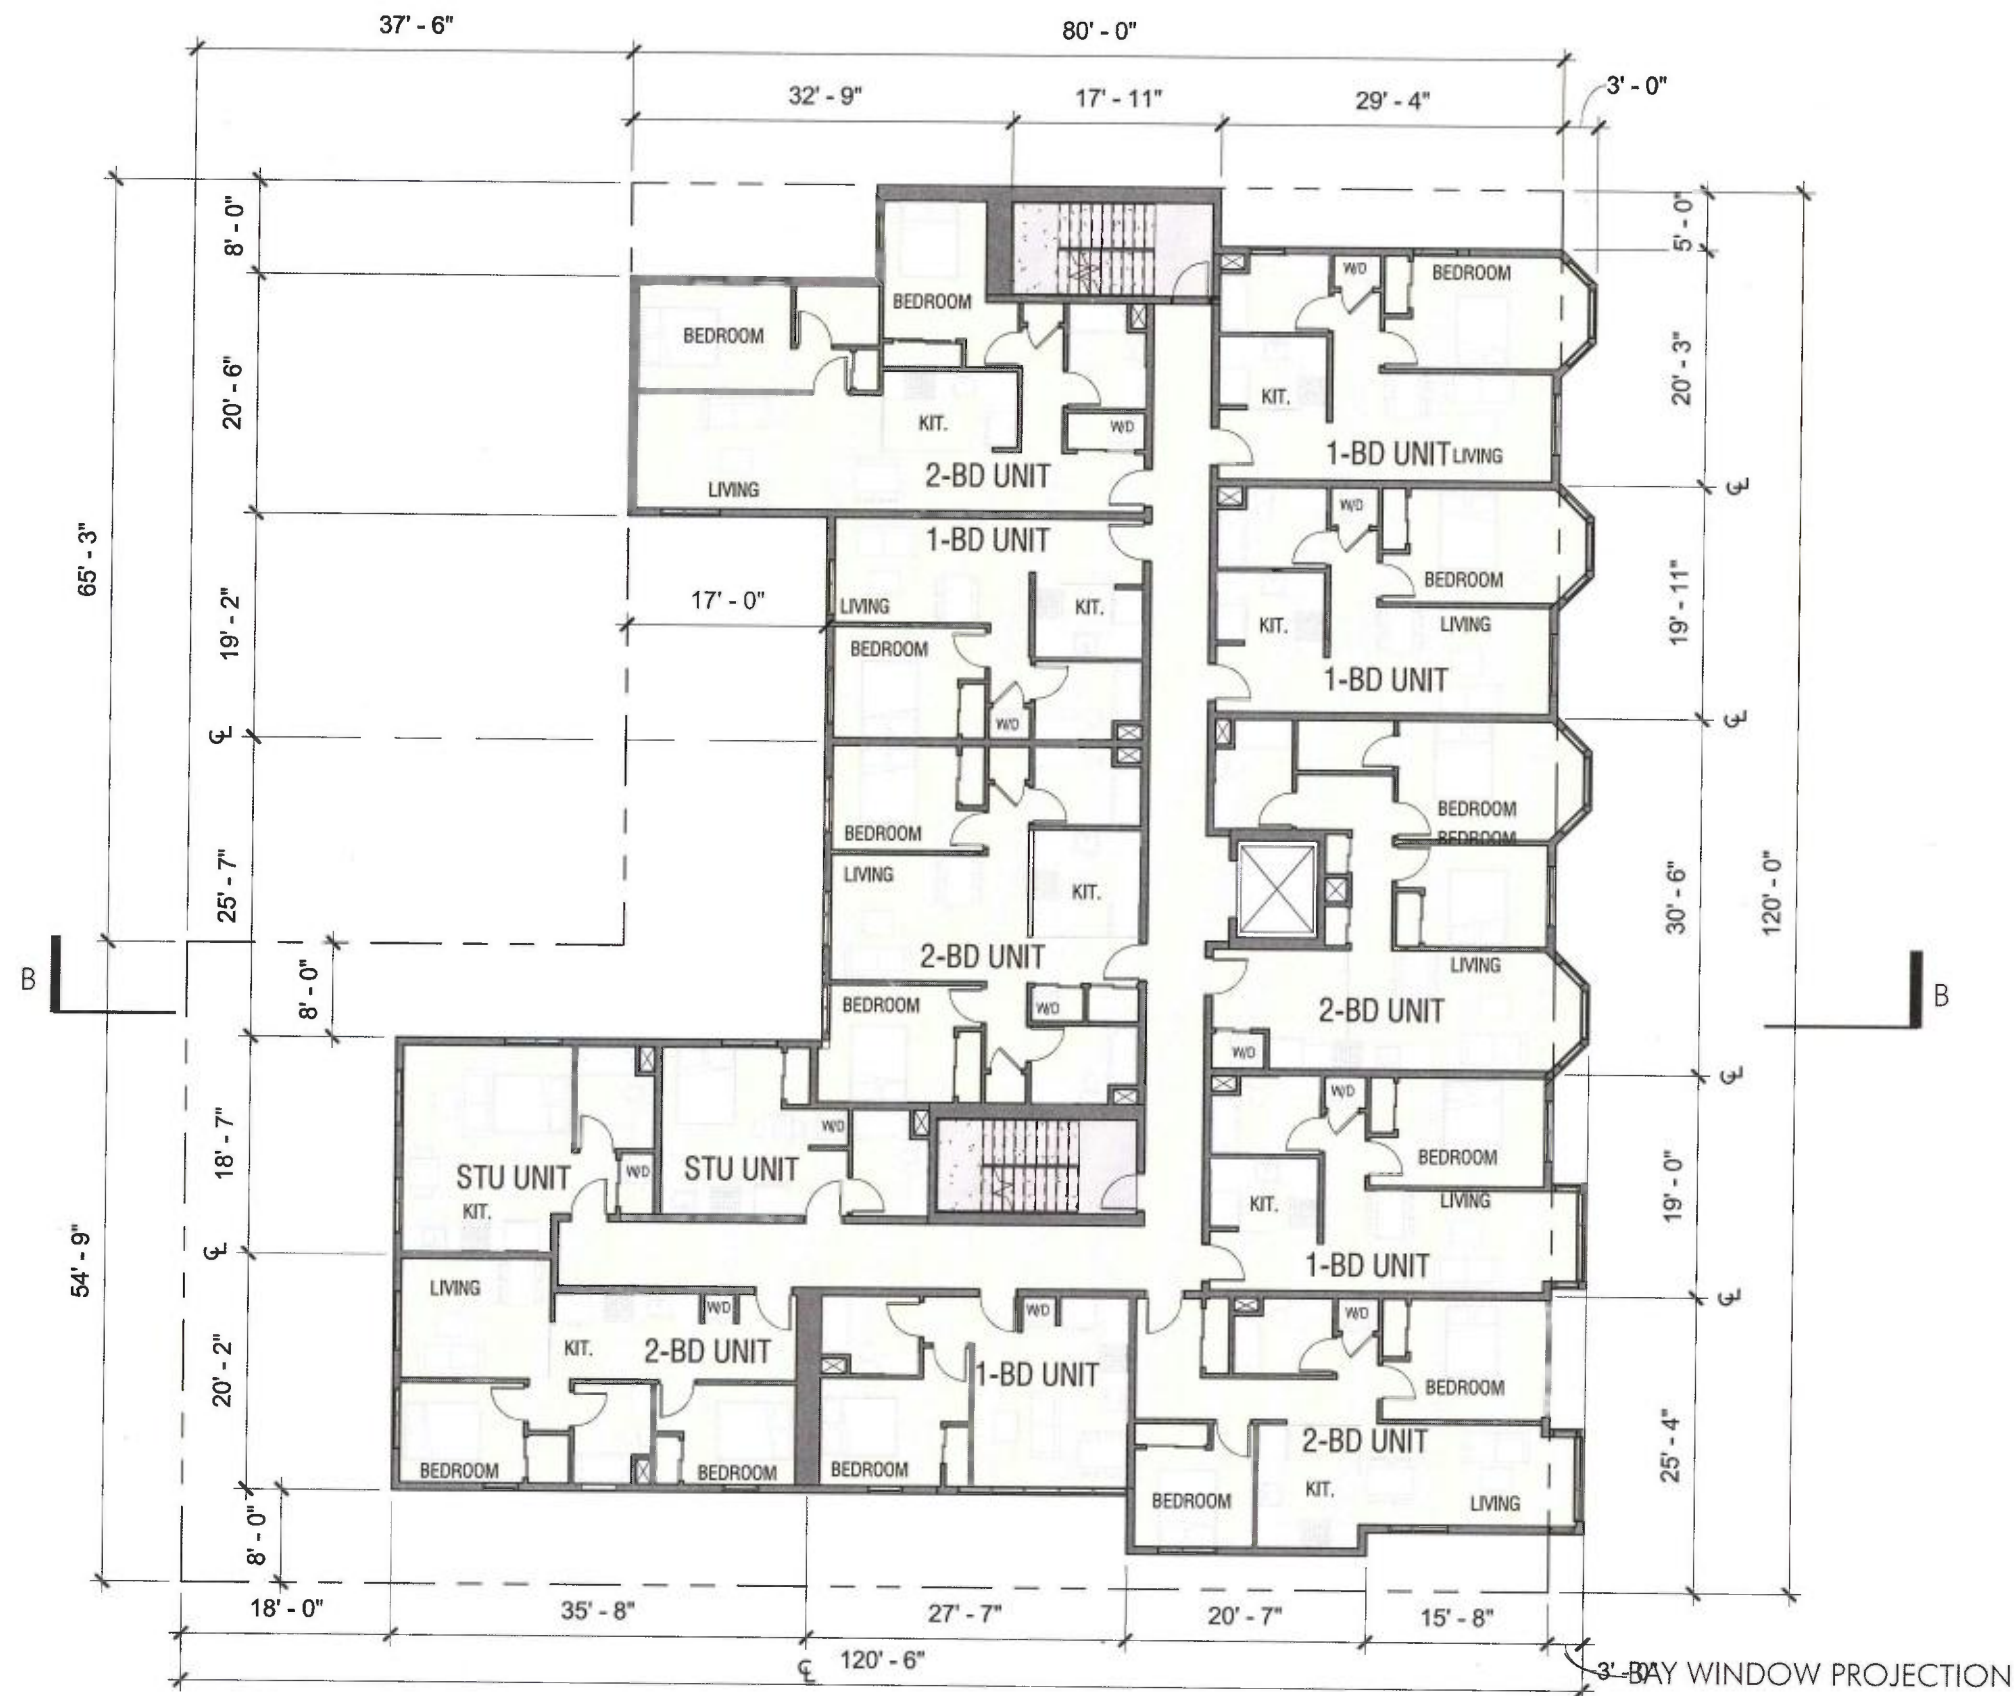 37' - 6"
80' - 0"
32' - 9"
17' - 11"
29' - 4"
3' - 0"
8' - 0"
5' - 0"
W/D
BEDROOM
BEDROOM
BEDROOM
20' - 6"
20' - 3"
KIT.
KIT.
W/D
1-BD UNIT LIVING
2-BD UNIT
LIVING
℄
W/D
65' - 3"
1-BD UNIT
BEDROOM
17' - 0"
LIVING
KIT.
19' - 2"
19' - 11"
KIT.
LIVING
BEDROOM
1-BD UNIT
W/D
℄
℄
BEDROOM
BEDROOM
BEDROOM
LIVING
KIT.
25' - 7"
30' - 6"
120' - 0"
2-BD UNIT
LIVING
B
B
8' - 0"
BEDROOM
W/D
2-BD UNIT
W/D
℄
W/D
W/D
18' - 7"
STU UNIT
W/D
STU UNIT
BEDROOM
KIT.
KIT.
LIVING
19' - 0"
℄
54' - 9"
1-BD UNIT
LIVING
℄
W/D
W/D
W/D
KIT.
2-BD UNIT
1-BD UNIT
20' - 2"
BEDROOM
2-BD UNIT
25' - 4"
BEDROOM
BEDROOM
BEDROOM
BEDROOM
KIT.
LIVING
8' - 0"
18' - 0"
35' - 8"
27' - 7"
20' - 7"
15' - 8"
℄
120' - 6"
3' - 0"
BAY WINDOW PROJECTION